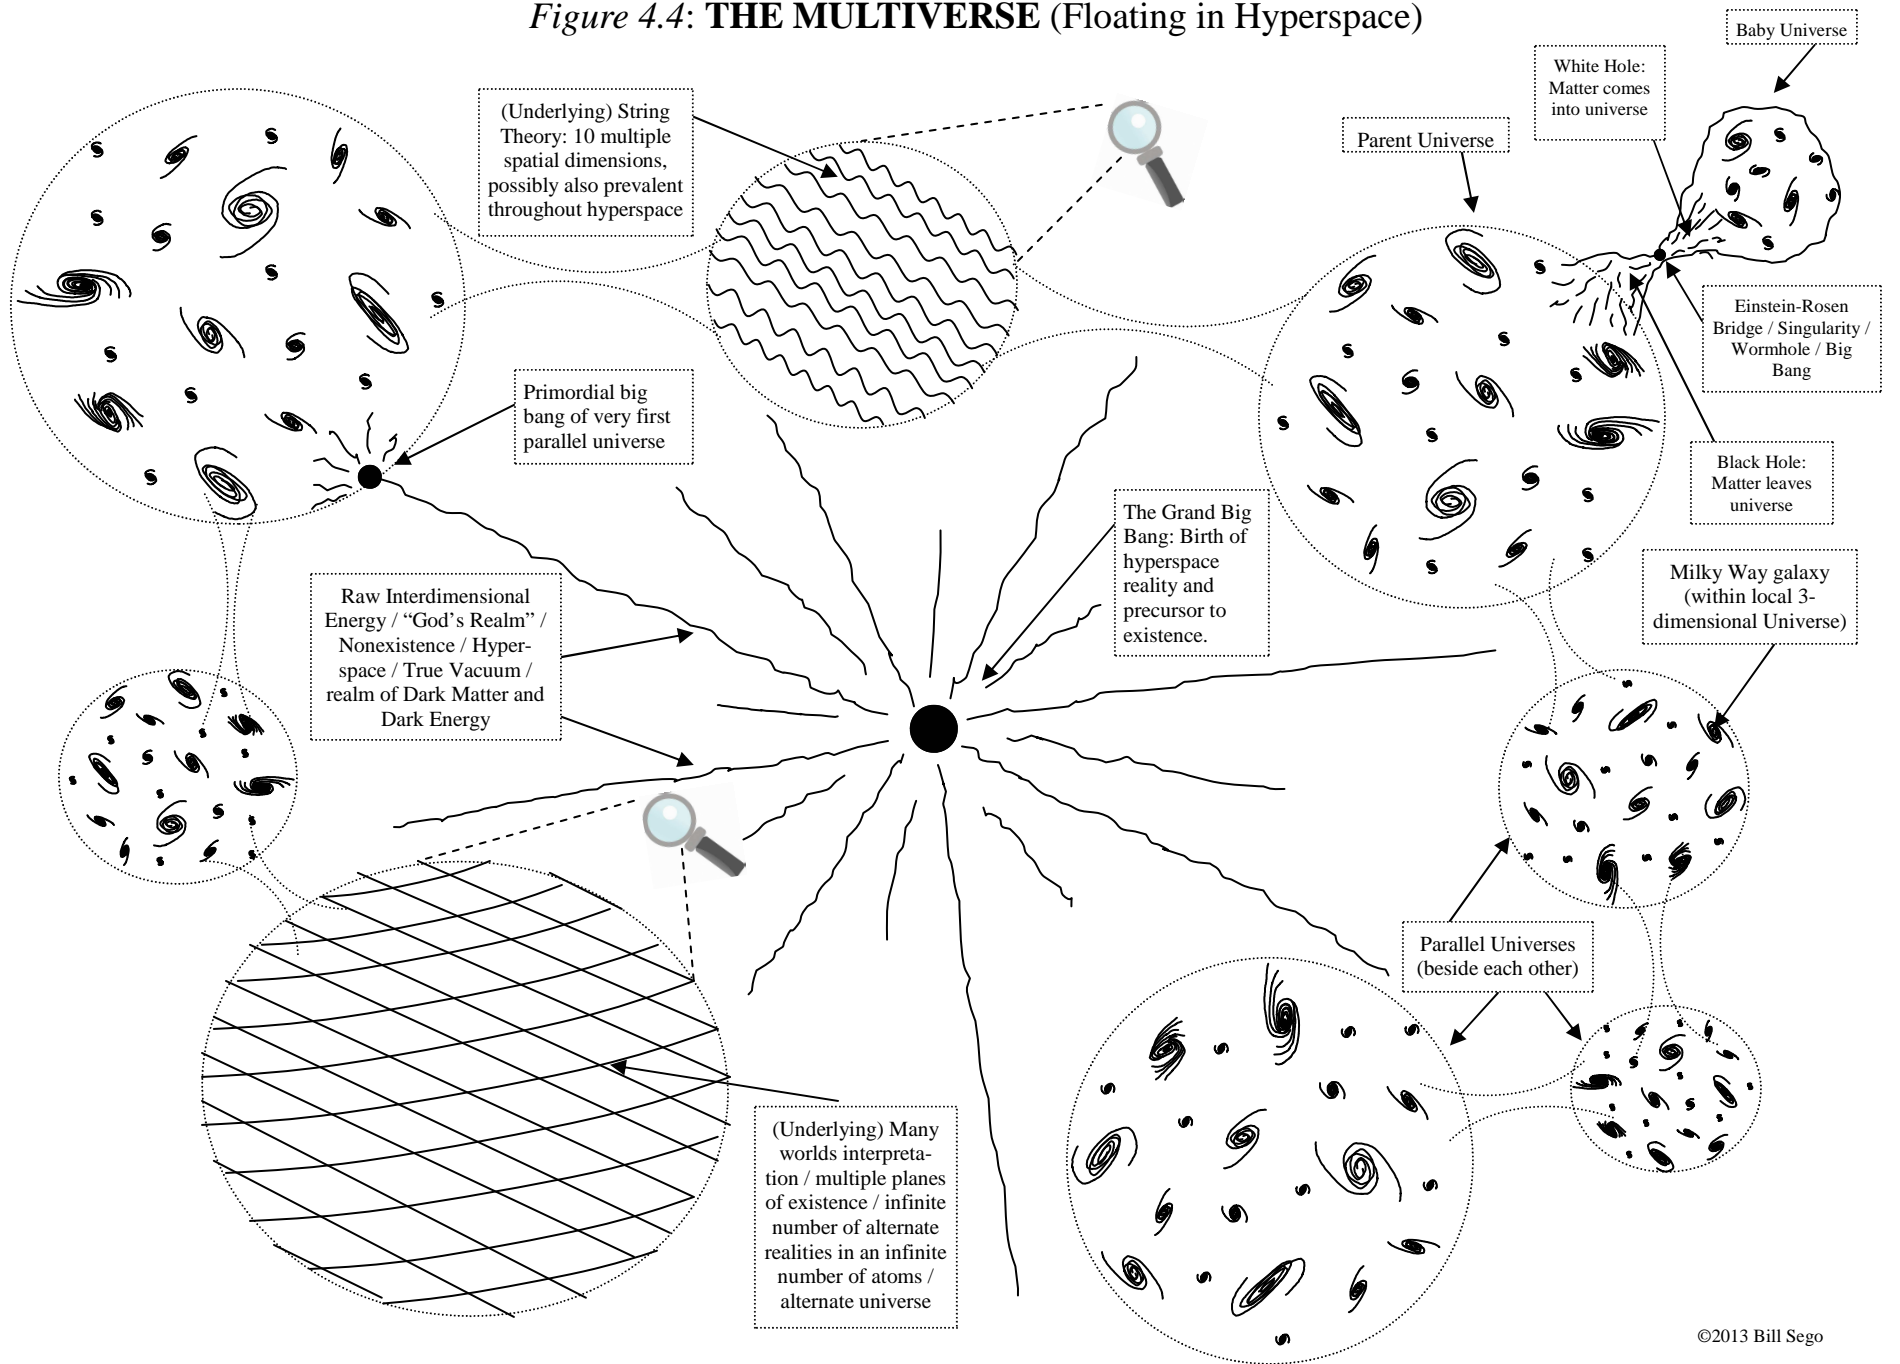 Figure 4.4: THE MULTIVERSE (Floating in Hyperspace)
Baby Universe
White Hole:
Matter comes
into universe
(Underlying) String
Theory: 10 multiple
spatial dimensions,
possibly also prevalent
throughout hyperspace
Parent Universe
Einstein-Rosen
Bridge / Singularity /
Wormhole / Big
Bang
Primordial big
bang of very first
parallel universe
Black Hole:
Matter leaves
universe
The Grand Big
Bang: Birth of
hyperspace
reality and
precursor to
existence.
Milky Way galaxy
(within local 3-
dimensional Universe)
Raw Interdimensional
Energy / “God’s Realm” /
Nonexistence / Hyper-
space / True Vacuum /
realm of Dark Matter and
Dark Energy
Parallel Universes
(beside each other)
(Underlying) Many
worlds interpreta-
tion / multiple planes
of existence / infinite
number of alternate
realities in an infinite
number of atoms /
alternate universe
©2013 Bill Sego